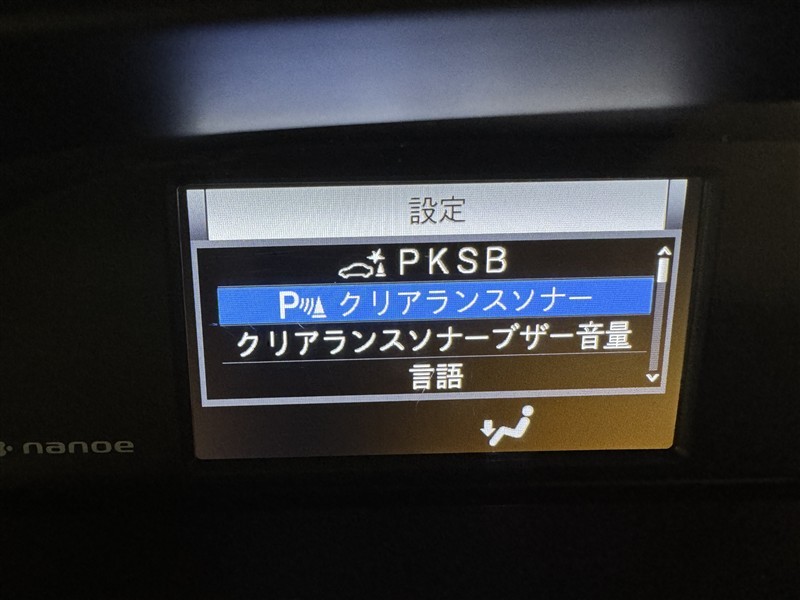 設定
PKSB
P クリアランスソナー
クリアランスソナーブザー音量
言語
nanoe